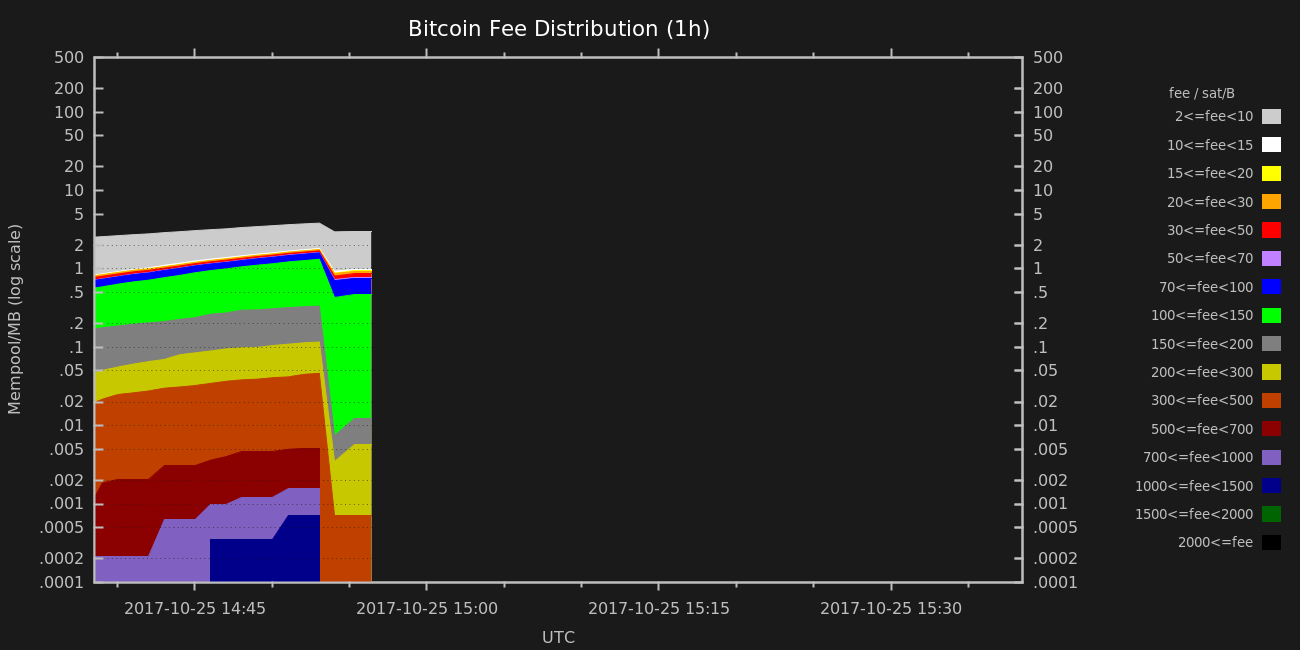 Bitcoin Fee Distribution (1h)
Mempool/MB (log scale)
500
200
100
50
20
10
5
2
1
.5
.2
.1
.05
.02
.01
.005
.002
.001
.0005
.0002
.0001
500
200
100
50
20
10
5
2
1
.5
.2
.1
.05
.02
.01
.005
.002
.001
.0005
.0002
.0001
2017-10-25 14:45 2017-10-25 15:00 2017-10-25 15:15 2017-10-25 15:30
UTC
fee / sat/B
2<=fee<10
10<=fee<15
15<=fee<20
20<=fee<30
30<=fee<50
50<=fee<70
70<=fee<100
100<=fee<150
150<=fee<200
200<=fee<300
300<=fee<500
500<=fee<700
700<=fee<1000
1000<=fee<1500
1500<=fee<2000
2000<=fee